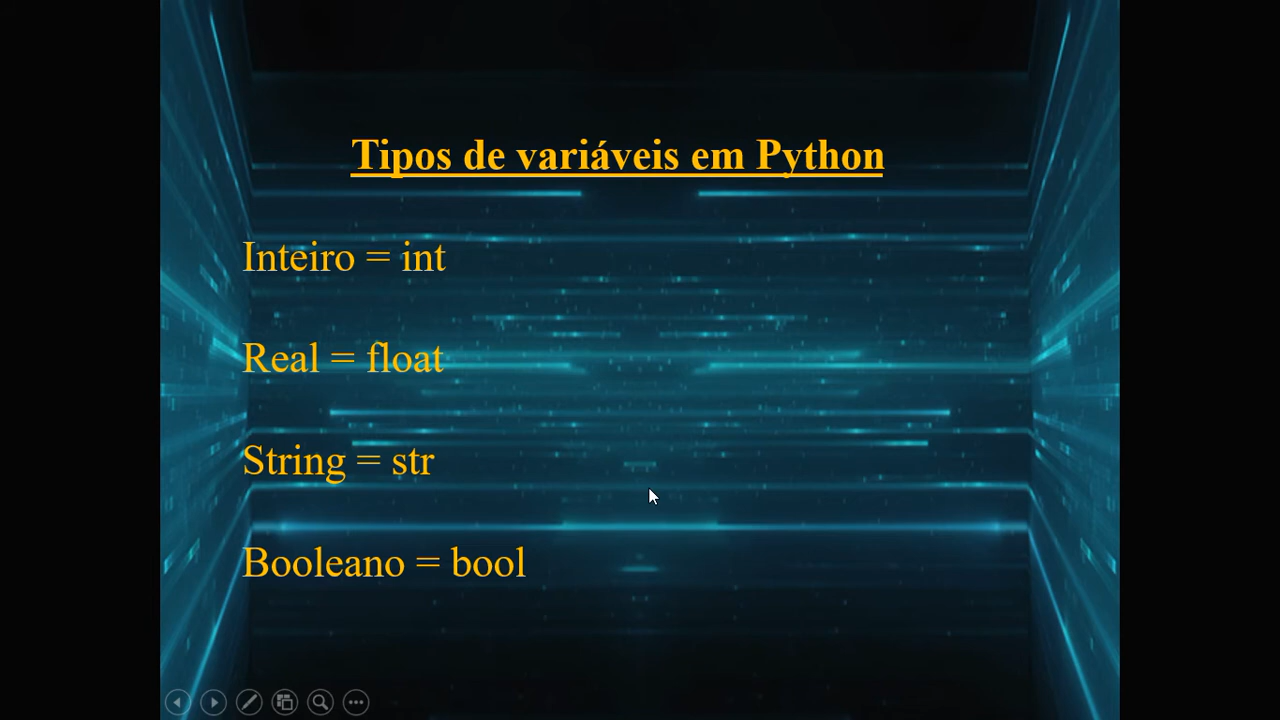 Tipos de variáveis em Python
Inteiro = int
Real = float
String = str
Booleano = bool